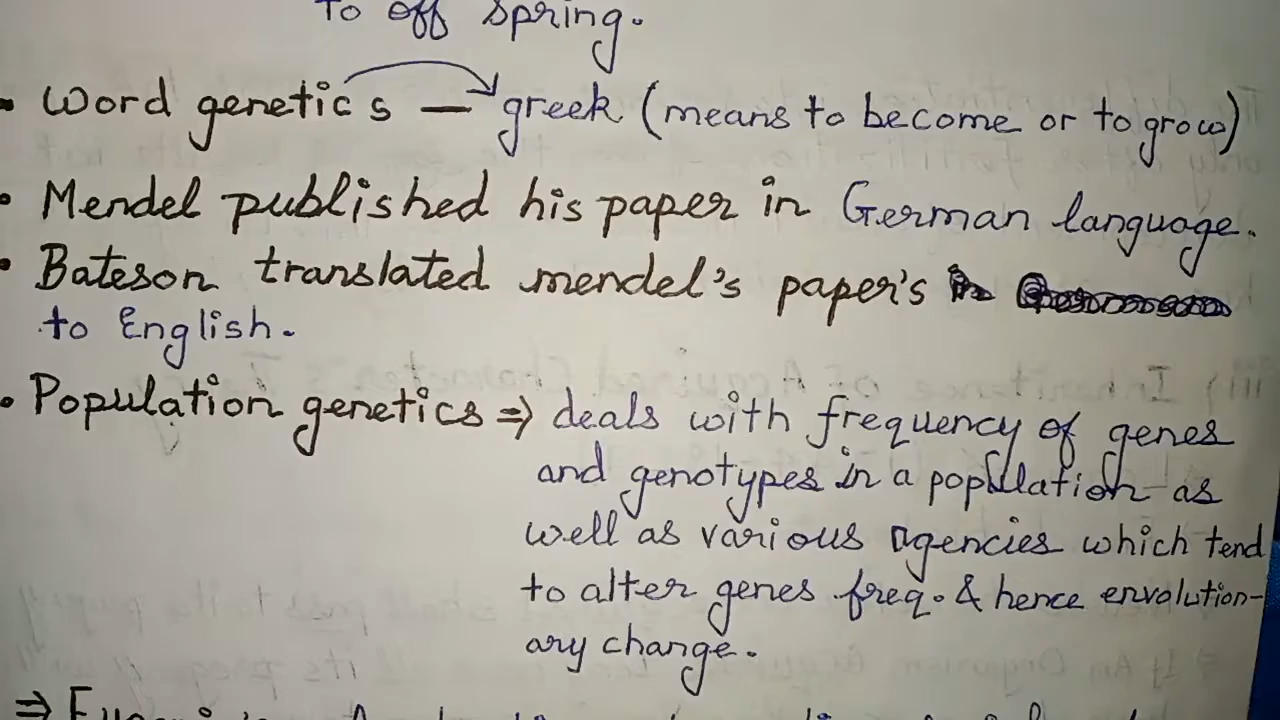 to off spring.
• Word genetics — greek (means to become or to grow)
• Mendel published his paper in German language.
• Bateson translated mendel's paper's in
to English.
• Population genetics ⇒ deals with frequency of genes
and genotypes in a population as
well as various agencies which tend
to alter genes freq. & hence envolution-
ary change.
⇒